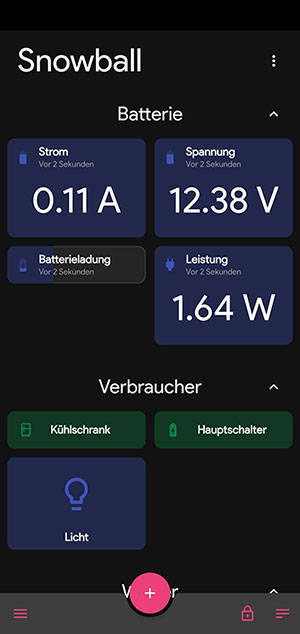 Snowball
Batterie
Strom
Vor 2 Sekunden
0.11 A
Spannung
Vor 2 Sekunden
12.38 V
Batterieladung
Vor 2 Sekunden
Leistung
Vor 2 Sekunden
1.64 W
Verbraucher
Kühlschrank
Hauptschalter
Licht